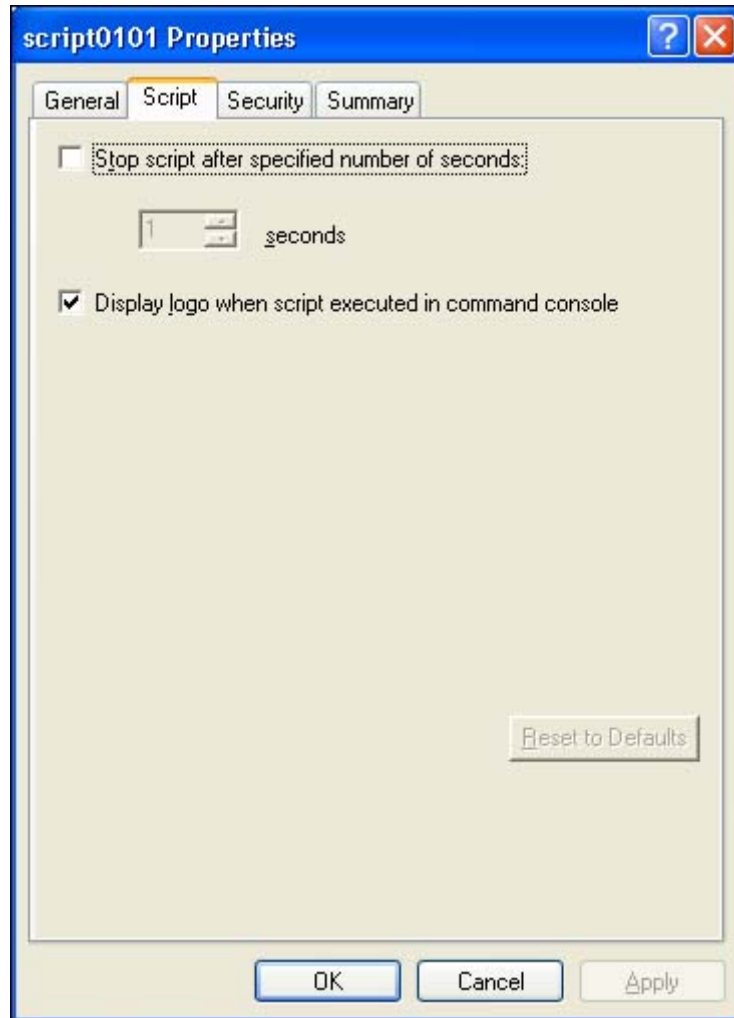 script0101 Properties
General Script Security Summary
Stop script after specified number of seconds:
1 seconds
Display logo when script executed in command console
Reset to Defaults
OK Cancel Apply